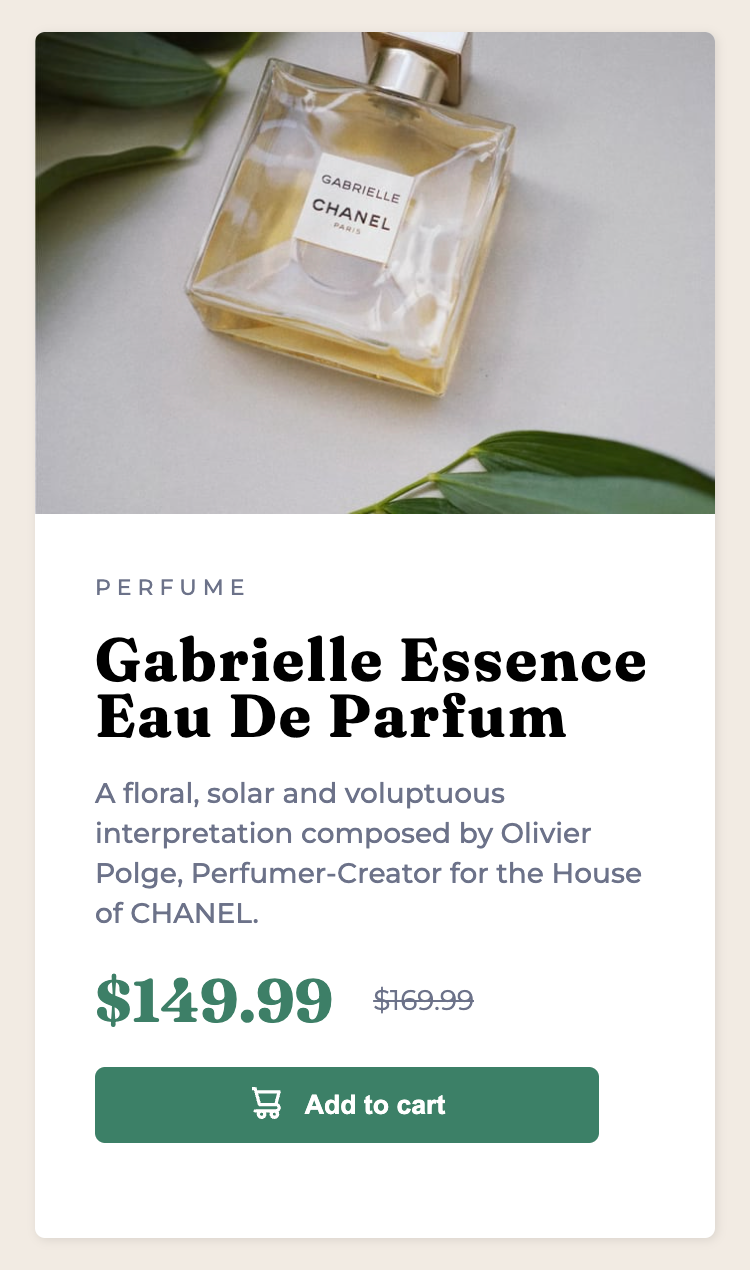 GABRIELLE
CHANEL
PARIS
PERFUME
Gabrielle Essence
Eau De Parfum
A floral, solar and voluptuous
interpretation composed by Olivier
Polge, Perfumer-Creator for the House
of CHANEL.
$149.99 $169.99
Add to cart